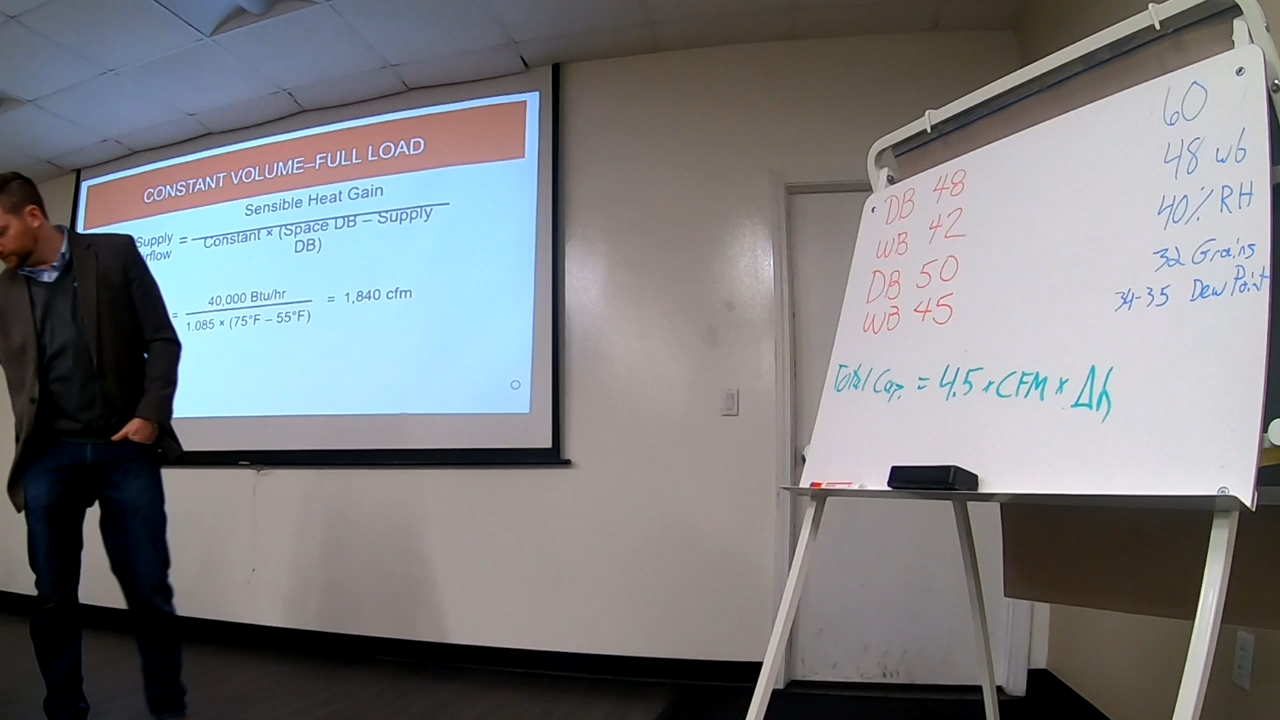 CONSTANT VOLUME–FULL LOAD
Sensible Heat Gain
Supply
irflow
=
Constant × (Space DB – Supply
DB)
= 40,000 Btu/hr
1.085 × (75°F – 55°F)
= 1,840 cfm
DB 48
WB 42
DB 50
WB 45
Total Cap. = 4.5 × CFM × Δh
60
48 wb
40% RH
32 Grains
34-35 Dew Point